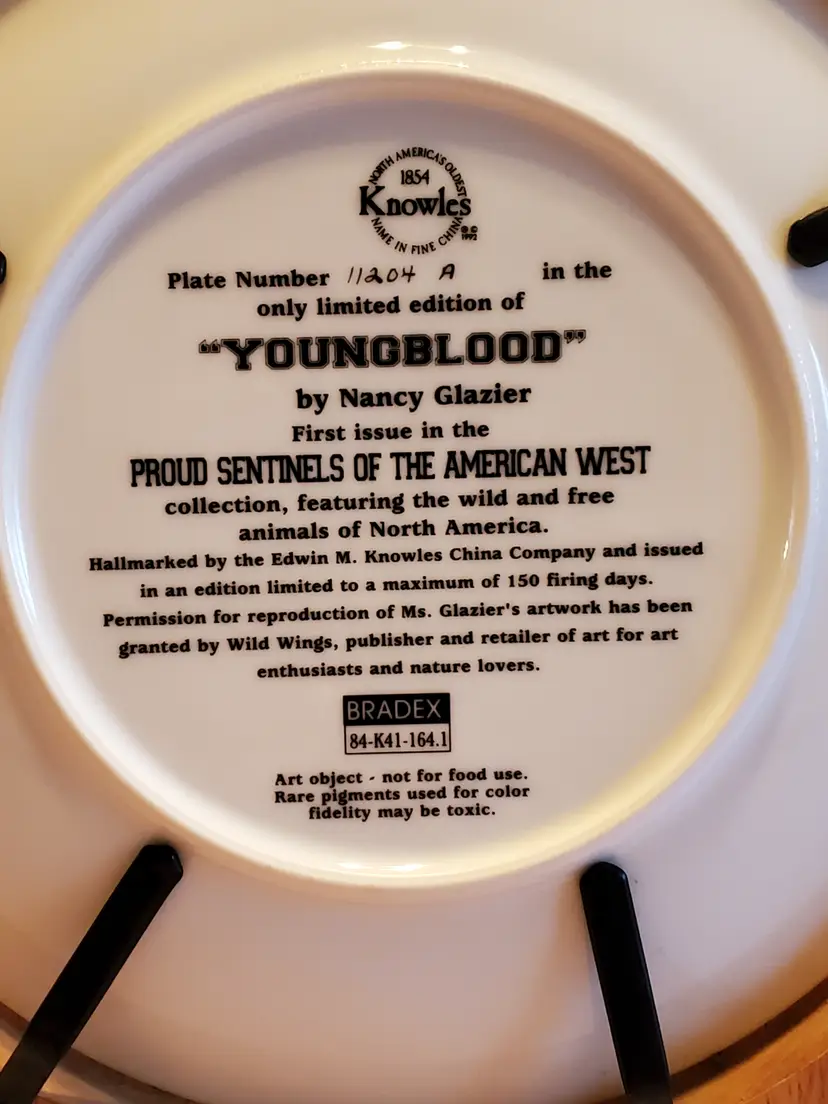 NORTH AMERICA'S OLDEST
1854
Knowles
NAME IN FINE CHINA
® ©
1992
Plate Number 11204 A in the
only limited edition of
“YOUNGBLOOD”
by Nancy Glazier
First issue in the
PROUD SENTINELS OF THE AMERICAN WEST
collection, featuring the wild and free
animals of North America.
Hallmarked by the Edwin M. Knowles China Company and issued
in an edition limited to a maximum of 150 firing days.
Permission for reproduction of Ms. Glazier's artwork has been
granted by Wild Wings, publisher and retailer of art for art
enthusiasts and nature lovers.
BRADEX
84-K41-164.1
Art object - not for food use.
Rare pigments used for color
fidelity may be toxic.